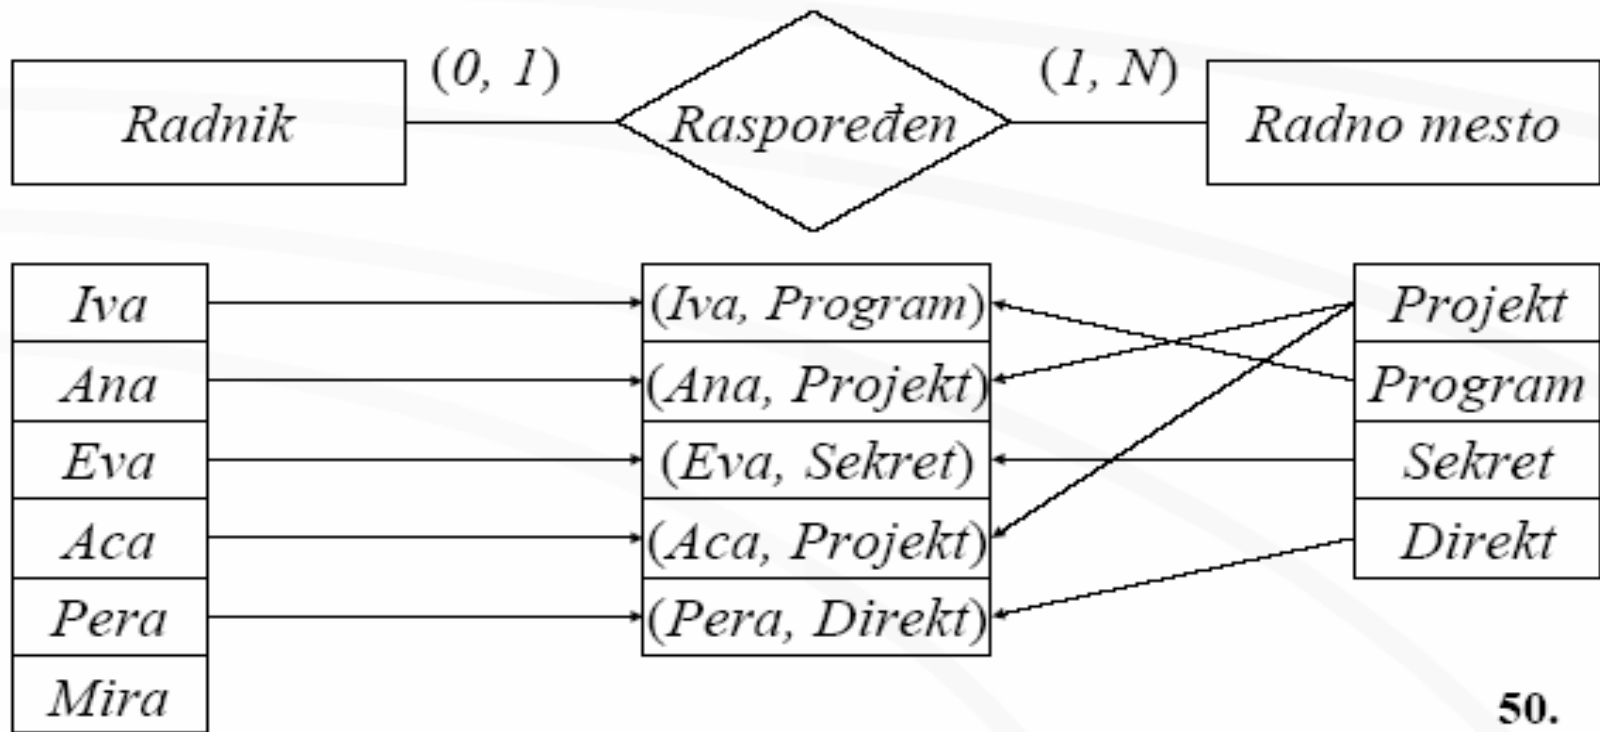 Radnik (0, 1) Raspoređen (1, N) Radno mesto
Iva (Iva, Program) Projekt
Ana (Ana, Projekt) Program
Eva (Eva, Sekret) Sekret
Aca (Aca, Projekt) Direkt
Pera (Pera, Direkt)
Mira
50.